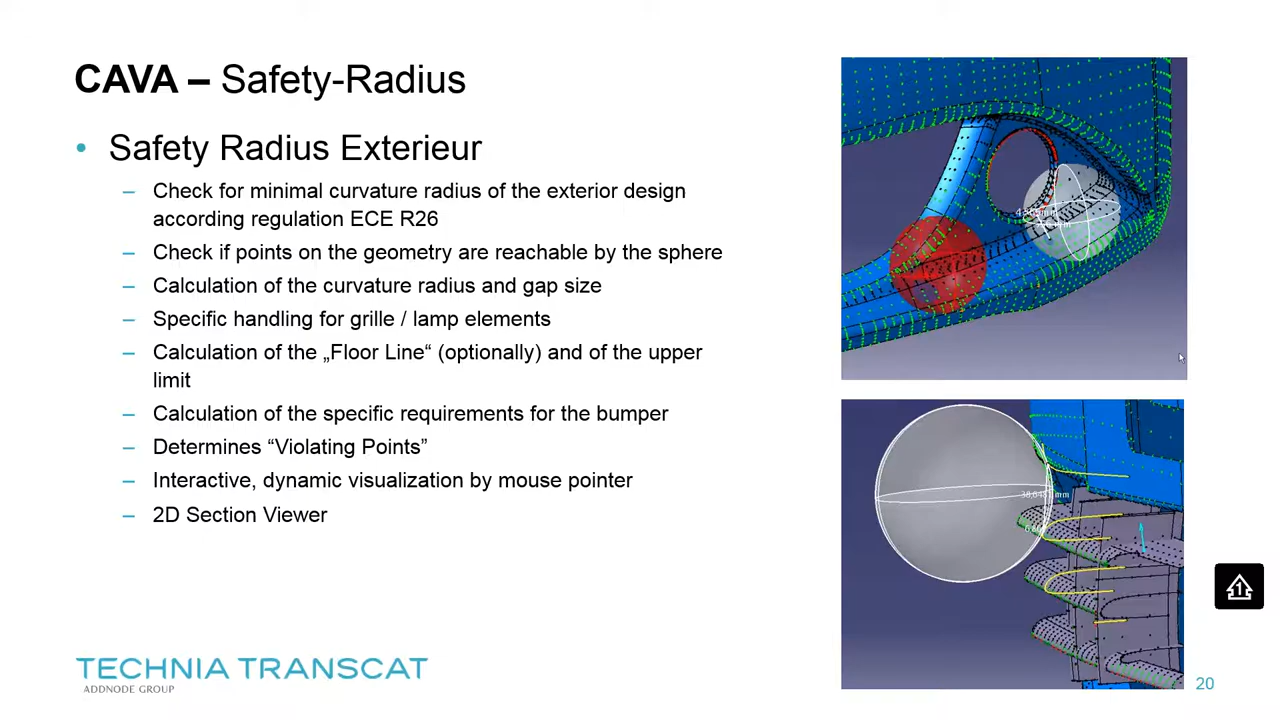 CAVA – Safety-Radius
• Safety Radius Exterieur
– Check for minimal curvature radius of the exterior design
according regulation ECE R26
– Check if points on the geometry are reachable by the sphere
– Calculation of the curvature radius and gap size
– Specific handling for grille / lamp elements
– Calculation of the „Floor Line“ (optionally) and of the upper
limit
– Calculation of the specific requirements for the bumper
– Determines “Violating Points”
– Interactive, dynamic visualization by mouse pointer
– 2D Section Viewer
TECHNIA TRANSCAT
ADDNODE GROUP
1
20